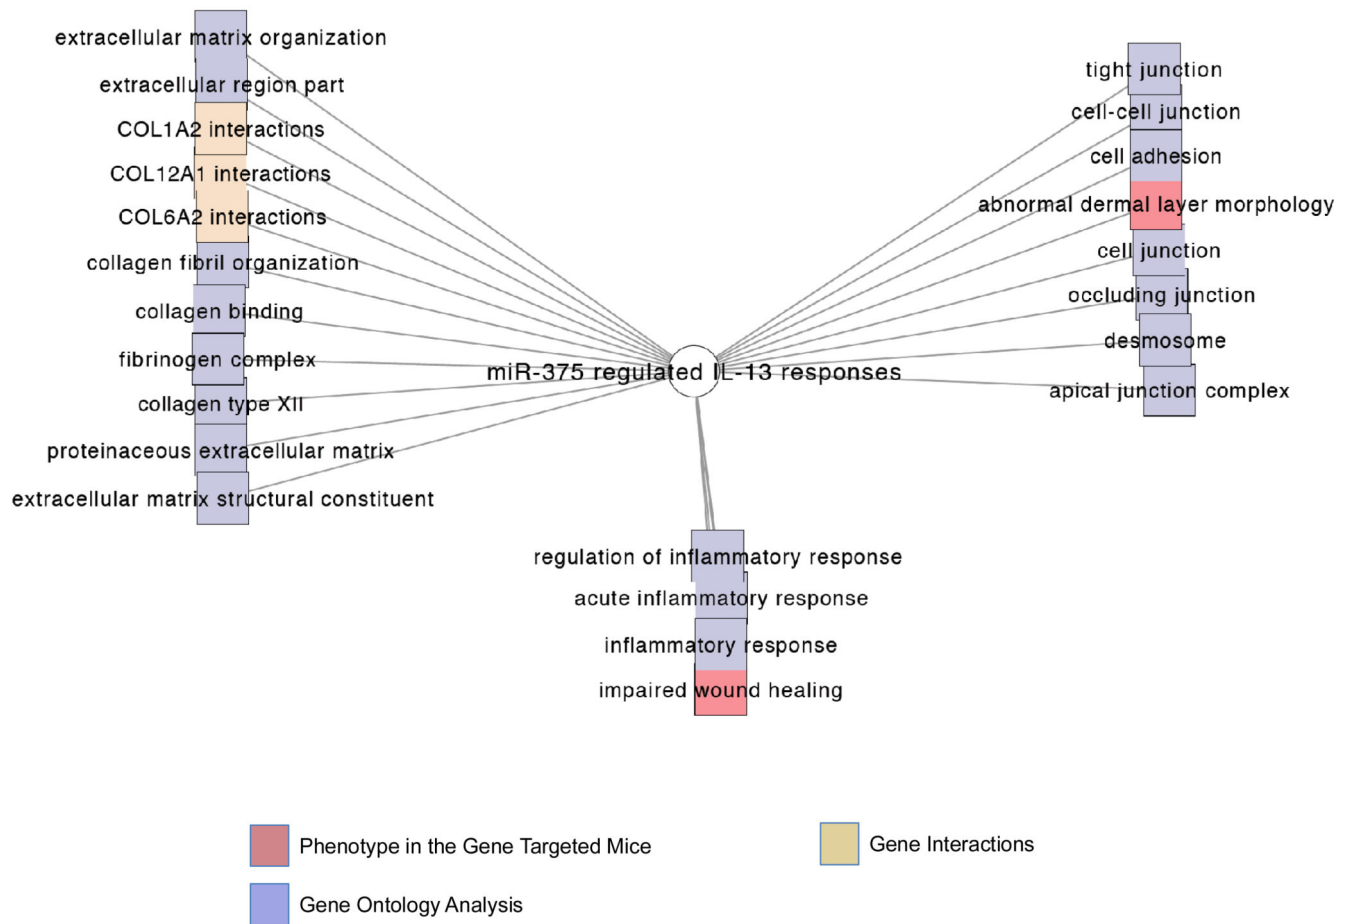 extracellular matrix organization
extracellular region part
COL1A2 interactions
COL12A1 interactions
COL6A2 interactions
collagen fibril organization
collagen binding
fibrinogen complex
collagen type XII
proteinaceous extracellular matrix
extracellular matrix structural constituent
tight junction
cell-cell junction
cell adhesion
abnormal dermal layer morphology
cell junction
occluding junction
desmosome
apical junction complex
miR-375 regulated IL-13 responses
regulation of inflammatory response
acute inflammatory response
inflammatory response
impaired wound healing
Phenotype in the Gene Targeted Mice
Gene Interactions
Gene Ontology Analysis